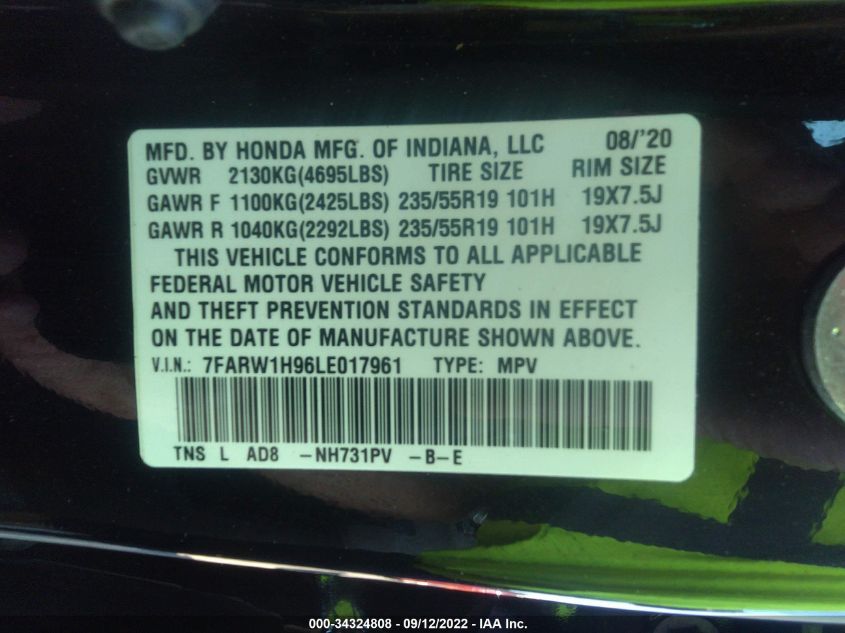 MFD. BY HONDA MFG. OF INDIANA, LLC 08/'20
GVWR 2130KG(4695LBS) TIRE SIZE RIM SIZE
GAWR F 1100KG(2425LBS) 235/55R19 101H 19X7.5J
GAWR R 1040KG(2292LBS) 235/55R19 101H 19X7.5J
THIS VEHICLE CONFORMS TO ALL APPLICABLE
FEDERAL MOTOR VEHICLE SAFETY
AND THEFT PREVENTION STANDARDS IN EFFECT
ON THE DATE OF MANUFACTURE SHOWN ABOVE.
V.I.N.: 7FARW1H96LE017961 TYPE: MPV
TNS L AD8 -NH731PV -B-E
000-34324808 - 09/12/2022 - IAA Inc.